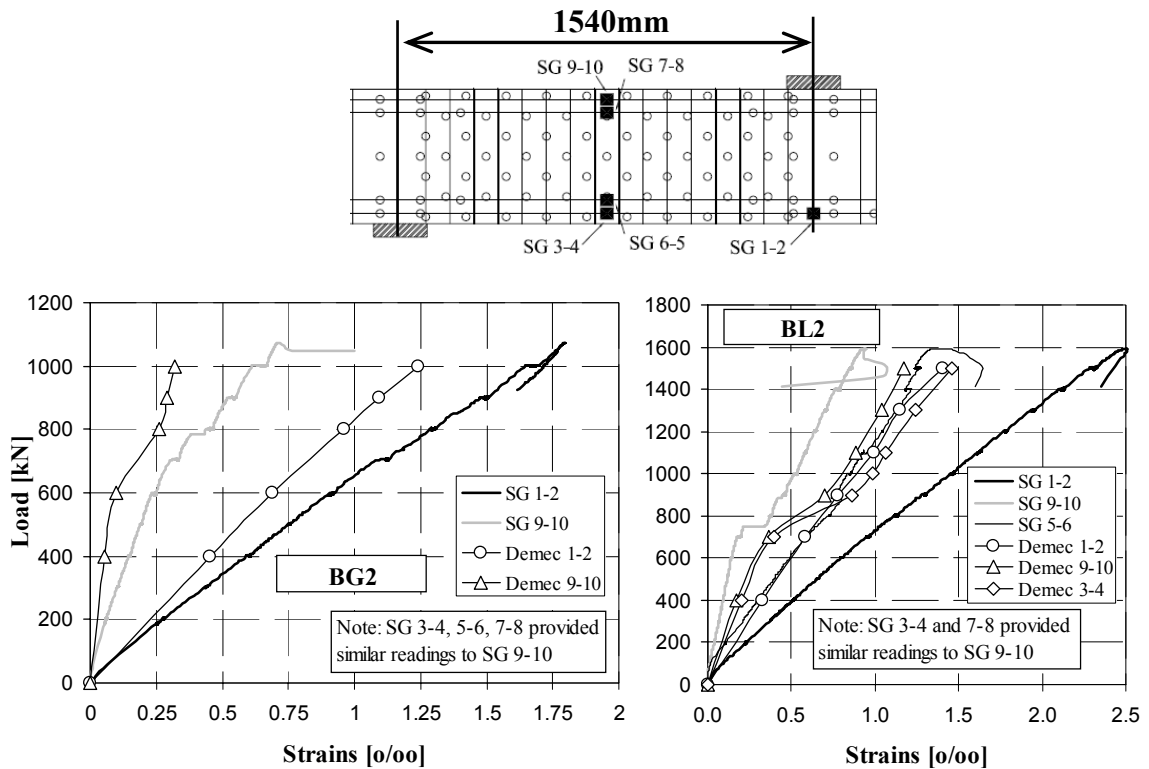 1540mm
SG 9-10
SG 7-8
SG 3-4
SG 6-5
SG 1-2
1200
1000
800
600
400
200
0
Load [kN]
0
0.25
0.5
0.75
1
1.25
1.5
1.75
2
Strains [o/oo]
SG 1-2
SG 9-10
Demec 1-2
Demec 9-10
BG2
Note: SG 3-4, 5-6, 7-8 provided
similar readings to SG 9-10
1800
1600
1400
1200
1000
800
600
400
200
0
0.0
0.5
1.0
1.5
2.0
2.5
Strains [o/oo]
BL2
SG 1-2
SG 9-10
SG 5-6
Demec 1-2
Demec 9-10
Demec 3-4
Note: SG 3-4 and 7-8 provided
similar readings to SG 9-10